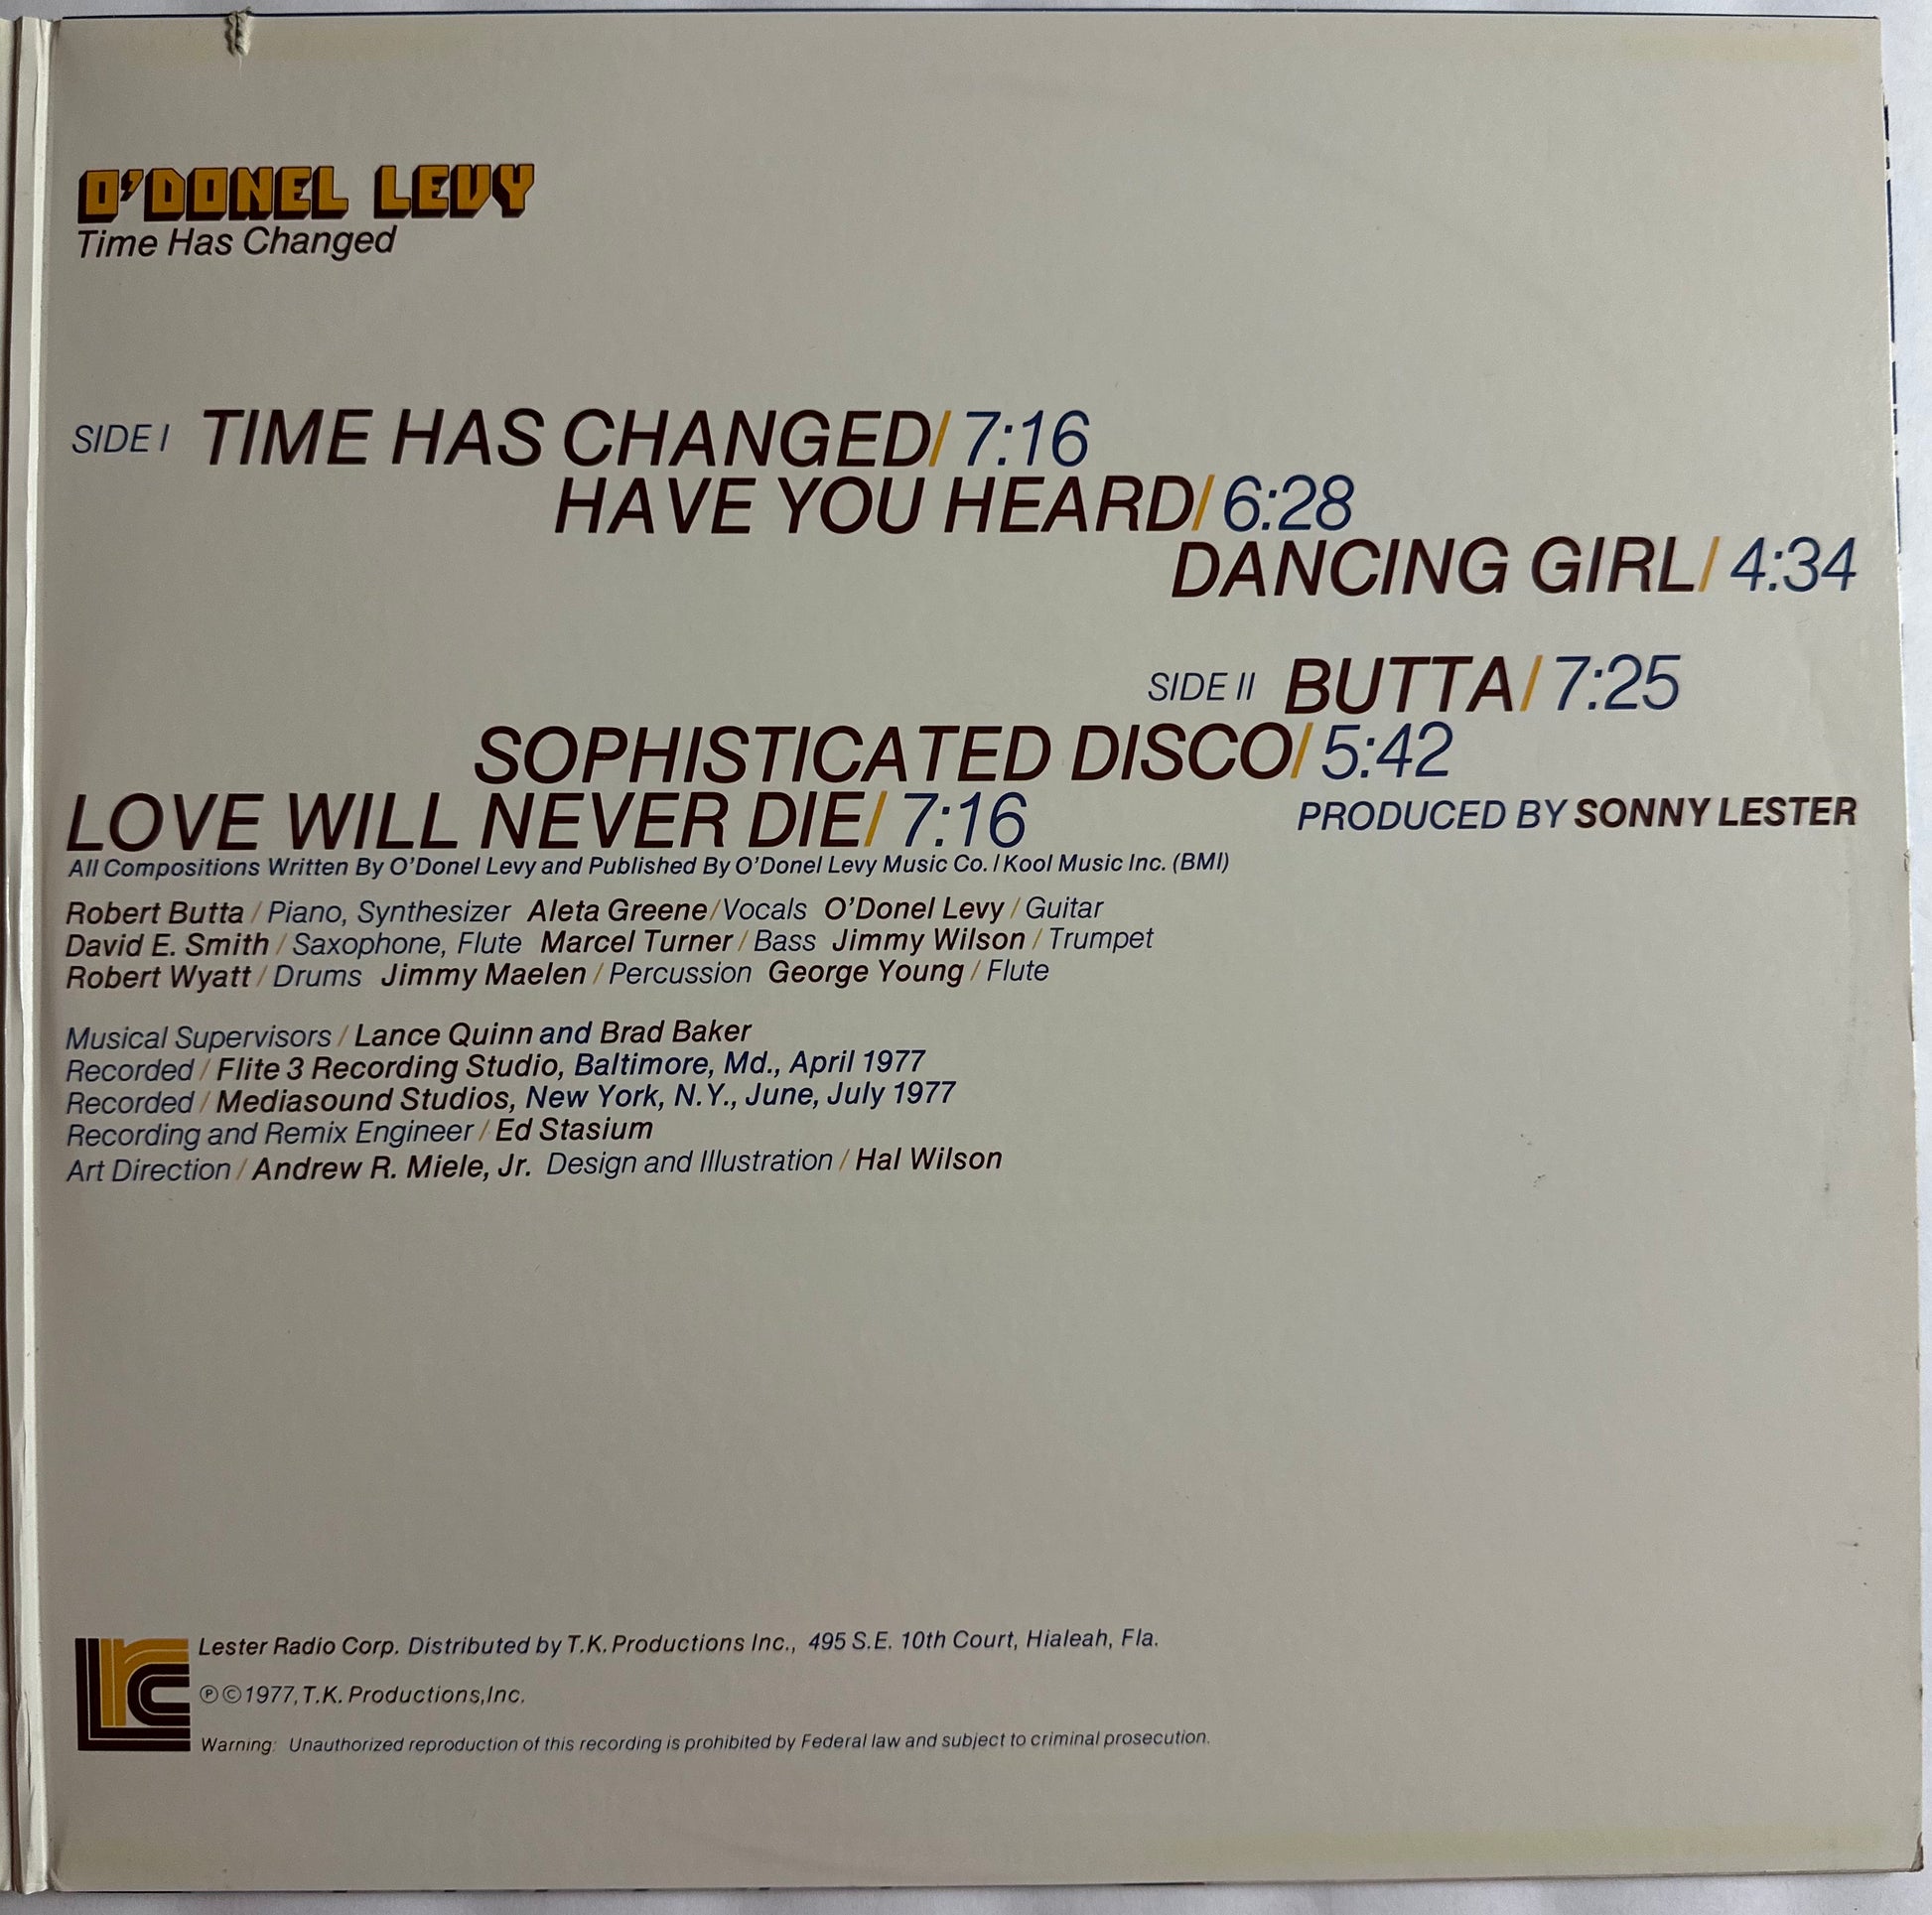 O'DONEL LEVY
Time Has Changed
SIDE I TIME HAS CHANGED/7:16
HAVE YOU HEARD/6:28
DANCING GIRL/4:34
SIDE II BUTTA/7:25
SOPHISTICATED DISCO/5:42
LOVE WILL NEVER DIE/7:16
PRODUCED BY SONNY LESTER
All Compositions Written By O'Donel Levy and Published By O'Donel Levy Music Co. / Kool Music Inc. (BMI)
Robert Butta / Piano, Synthesizer Aleta Greene/Vocals O'Donel Levy / Guitar
David E. Smith / Saxophone, Flute Marcel Turner / Bass Jimmy Wilson / Trumpet
Robert Wyatt / Drums Jimmy Maelen / Percussion George Young / Flute
Musical Supervisors / Lance Quinn and Brad Baker
Recorded / Flite 3 Recording Studio, Baltimore, Md., April 1977
Recorded / Mediasound Studios, New York, N.Y., June, July 1977
Recording and Remix Engineer / Ed Stasium
Art Direction / Andrew R. Miele, Jr. Design and Illustration / Hal Wilson
lrc
Lester Radio Corp. Distributed by T.K. Productions Inc., 495 S.E. 10th Court, Hialeah, Fla.
℗©1977, T.K. Productions, Inc.
Warning: Unauthorized reproduction of this recording is prohibited by Federal law and subject to criminal prosecution.